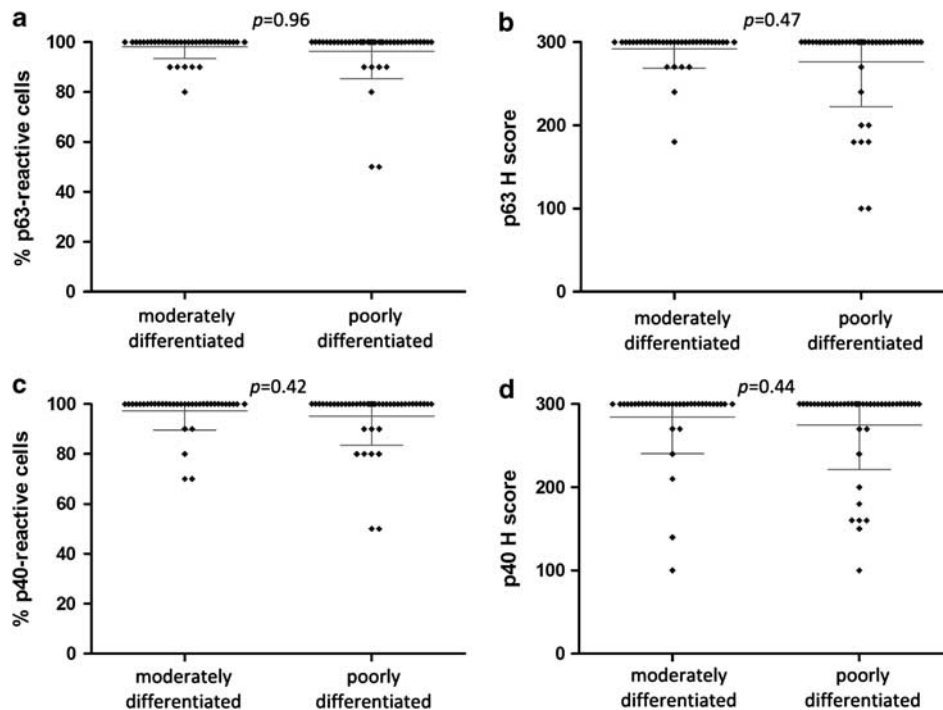 a
p=0.96
% p63-reactive cells
100
80
60
40
20
0
moderately
differentiated
poorly
differentiated
b
p=0.47
p63 H score
300
200
100
0
moderately
differentiated
poorly
differentiated
c
p=0.42
% p40-reactive cells
100
80
60
40
20
0
moderately
differentiated
poorly
differentiated
d
p=0.44
p40 H score
300
200
100
0
moderately
differentiated
poorly
differentiated